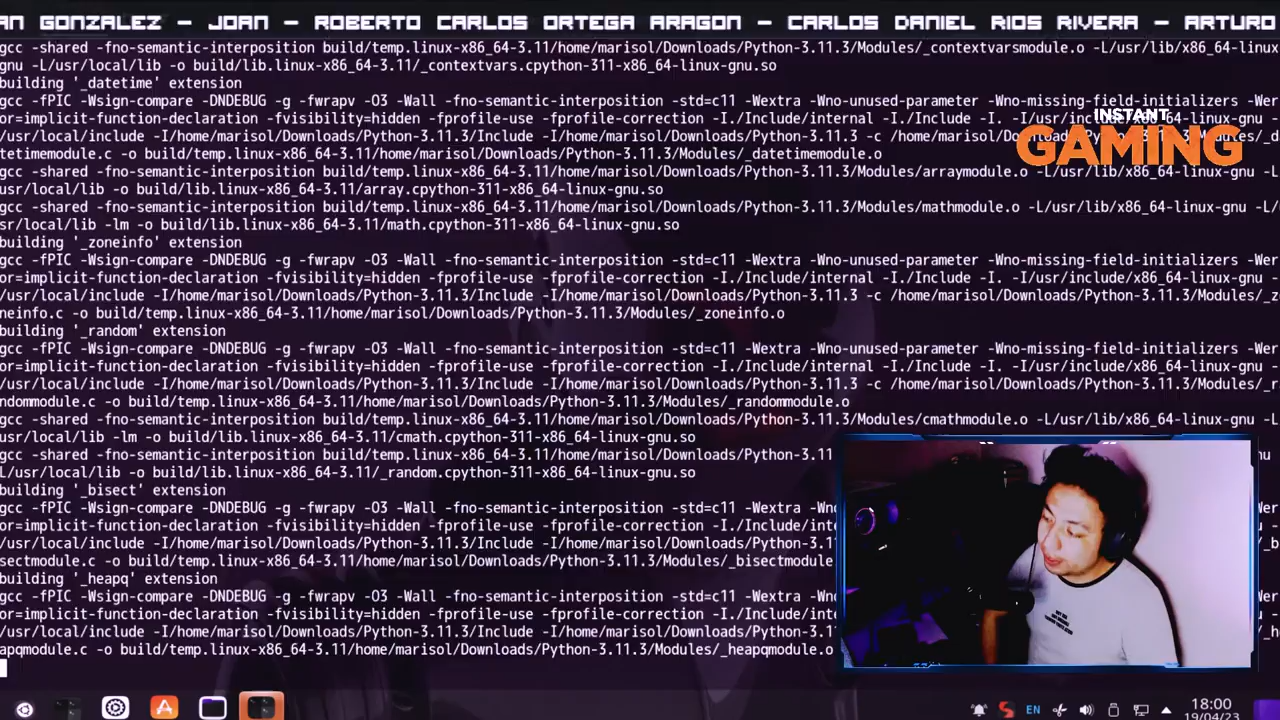 AN GONZALEZ - JOAN - ROBERTO CARLOS ORTEGA ARAGON - CARLOS DANIEL RIOS RIVERA - ARTURO
gcc -shared -fno-semantic-interposition build/temp.linux-x86_64-3.11/home/marisol/Downloads/Python-3.11.3/Modules/_contextvarsmodule.o -L/usr/lib/x86_64-linux
gnu -L/usr/local/lib -o build/lib.linux-x86_64-3.11/_contextvars.cpython-311-x86_64-linux-gnu.so
building '_datetime' extension
gcc -fPIC -Wsign-compare -DNDEBUG -g -fwrapv -O3 -Wall -fno-semantic-interposition -std=c11 -Wextra -Wno-unused-parameter -Wno-missing-field-initializers -Wer
or=implicit-function-declaration -fvisibility=hidden -fprofile-use -fprofile-correction -I./Include/internal -I./Include -I. -I/usr/include/x86_64-linux-gnu -I
/usr/local/include -I/home/marisol/Downloads/Python-3.11.3/Include -I/home/marisol/Downloads/Python-3.11.3 -c /home/marisol/Downloads/Python-3.11.3/Modules/_d
tetimemodule.c -o build/temp.linux-x86_64-3.11/home/marisol/Downloads/Python-3.11.3/Modules/_datetimemodule.o
gcc -shared -fno-semantic-interposition build/temp.linux-x86_64-3.11/home/marisol/Downloads/Python-3.11.3/Modules/arraymodule.o -L/usr/lib/x86_64-linux-gnu -L
usr/local/lib -o build/lib.linux-x86_64-3.11/array.cpython-311-x86_64-linux-gnu.so
gcc -shared -fno-semantic-interposition build/temp.linux-x86_64-3.11/home/marisol/Downloads/Python-3.11.3/Modules/mathmodule.o -L/usr/lib/x86_64-linux-gnu -L/
sr/local/lib -lm -o build/lib.linux-x86_64-3.11/math.cpython-311-x86_64-linux-gnu.so
building '_zoneinfo' extension
gcc -fPIC -Wsign-compare -DNDEBUG -g -fwrapv -O3 -Wall -fno-semantic-interposition -std=c11 -Wextra -Wno-unused-parameter -Wno-missing-field-initializers -Wer
or=implicit-function-declaration -fvisibility=hidden -fprofile-use -fprofile-correction -I./Include/internal -I./Include -I. -I/usr/include/x86_64-linux-gnu -
/usr/local/include -I/home/marisol/Downloads/Python-3.11.3/Include -I/home/marisol/Downloads/Python-3.11.3 -c /home/marisol/Downloads/Python-3.11.3/Modules/_z
neinfo.c -o build/temp.linux-x86_64-3.11/home/marisol/Downloads/Python-3.11.3/Modules/_zoneinfo.o
building '_random' extension
gcc -fPIC -Wsign-compare -DNDEBUG -g -fwrapv -O3 -Wall -fno-semantic-interposition -std=c11 -Wextra -Wno-unused-parameter -Wno-missing-field-initializers -Wer
or=implicit-function-declaration -fvisibility=hidden -fprofile-use -fprofile-correction -I./Include/internal -I./Include -I. -I/usr/include/x86_64-linux-gnu -
/usr/local/include -I/home/marisol/Downloads/Python-3.11.3/Include -I/home/marisol/Downloads/Python-3.11.3 -c /home/marisol/Downloads/Python-3.11.3/Modules/_r
ndommodule.c -o build/temp.linux-x86_64-3.11/home/marisol/Downloads/Python-3.11.3/Modules/_randommodule.o
gcc -shared -fno-semantic-interposition build/temp.linux-x86_64-3.11/home/marisol/Downloads/Python-3.11.3/Modules/cmathmodule.o -L/usr/lib/x86_64-linux-gnu -L
usr/local/lib -lm -o build/lib.linux-x86_64-3.11/cmath.cpython-311-x86_64-linux-gnu.so
gcc -shared -fno-semantic-interposition build/temp.linux-x86_64-3.11/home/marisol/Downloads/Python-3.11
L/usr/local/lib -o build/lib.linux-x86_64-3.11/_random.cpython-311-x86_64-linux-gnu.so
building '_bisect' extension
gcc -fPIC -Wsign-compare -DNDEBUG -g -fwrapv -O3 -Wall -fno-semantic-interposition -std=c11 -Wextra -Wno
or=implicit-function-declaration -fvisibility=hidden -fprofile-use -fprofile-correction -I./Include/int
/usr/local/include -I/home/marisol/Downloads/Python-3.11.3/Include -I/home/marisol/Downloads/Python-3.11 _b
sectmodule.c -o build/temp.linux-x86_64-3.11/home/marisol/Downloads/Python-3.11.3/Modules/_bisectmodule
building '_heapq' extension
gcc -fPIC -Wsign-compare -DNDEBUG -g -fwrapv -O3 -Wall -fno-semantic-interposition -std=c11 -Wextra -Wno
or=implicit-function-declaration -fvisibility=hidden -fprofile-use -fprofile-correction -I./Include/int
/usr/local/include -I/home/marisol/Downloads/Python-3.11.3/Include -I/home/marisol/Downloads/Python-3.11 _h
apqmodule.c -o build/temp.linux-x86_64-3.11/home/marisol/Downloads/Python-3.11.3/Modules/_heapqmodule.o
INSTANT
GAMING
EN
18:00
19/04/23